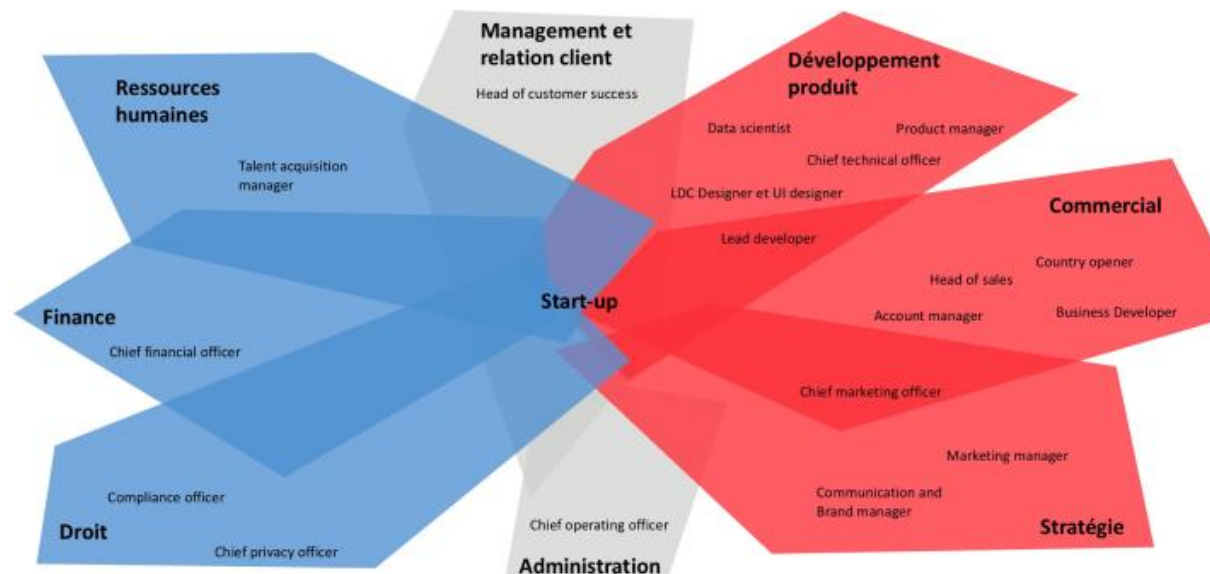 Management et
relation client
Head of customer success
Ressources
humaines
Talent acquisition
manager
Développement
produit
Data scientist
Product manager
Chief technical officer
LDC Designer et UI designer
Lead developer
Commercial
Country opener
Head of sales
Account manager
Business Developer
Start-up
Finance
Chief financial officer
Chief marketing officer
Marketing manager
Communication and
Brand manager
Stratégie
Compliance officer
Droit
Chief privacy officer
Chief operating officer
Administration